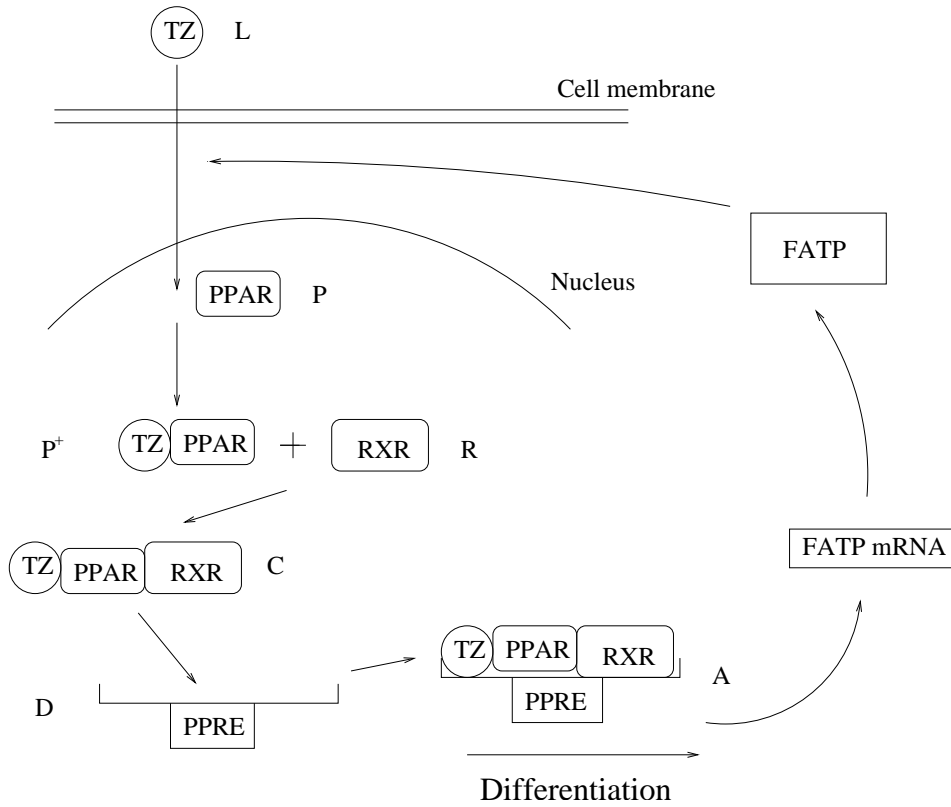 TZ L
Cell membrane
FATP
Nucleus
PPAR P
P+ TZ PPAR + RXR R
FATP mRNA
TZ PPAR RXR C
TZ PPAR RXR A
D PPRE PPRE
Differentiation